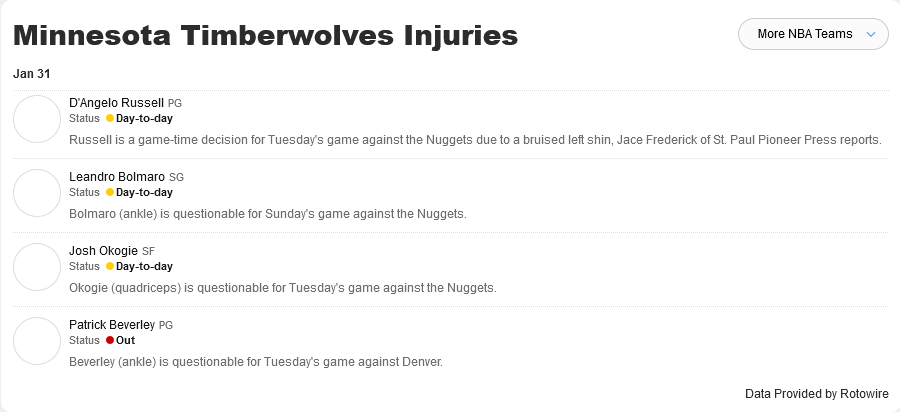 Minnesota Timberwolves Injuries
More NBA Teams
Jan 31
D'Angelo Russell PG
Status Day-to-day
Russell is a game-time decision for Tuesday's game against the Nuggets due to a bruised left shin, Jace Frederick of St. Paul Pioneer Press reports.
Leandro Bolmaro SG
Status Day-to-day
Bolmaro (ankle) is questionable for Sunday's game against the Nuggets.
Josh Okogie SF
Status Day-to-day
Okogie (quadriceps) is questionable for Tuesday's game against the Nuggets.
Patrick Beverley PG
Status Out
Beverley (ankle) is questionable for Tuesday's game against Denver.
Data Provided by Rotowire